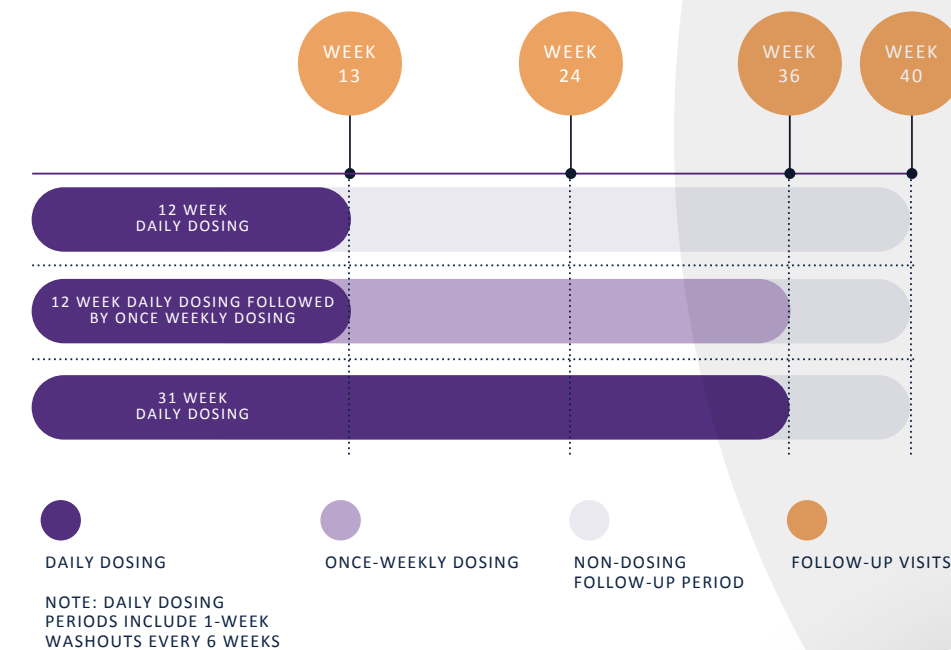 WEEK
13
WEEK
24
WEEK
36
WEEK
40
12 WEEK
DAILY DOSING
12 WEEK DAILY DOSING FOLLOWED
BY ONCE WEEKLY DOSING
31 WEEK
DAILY DOSING
DAILY DOSING
NOTE: DAILY DOSING
PERIODS INCLUDE 1-WEEK
WASHOUTS EVERY 6 WEEKS
ONCE-WEEKLY DOSING
NON-DOSING
FOLLOW-UP PERIOD
FOLLOW-UP VISITS